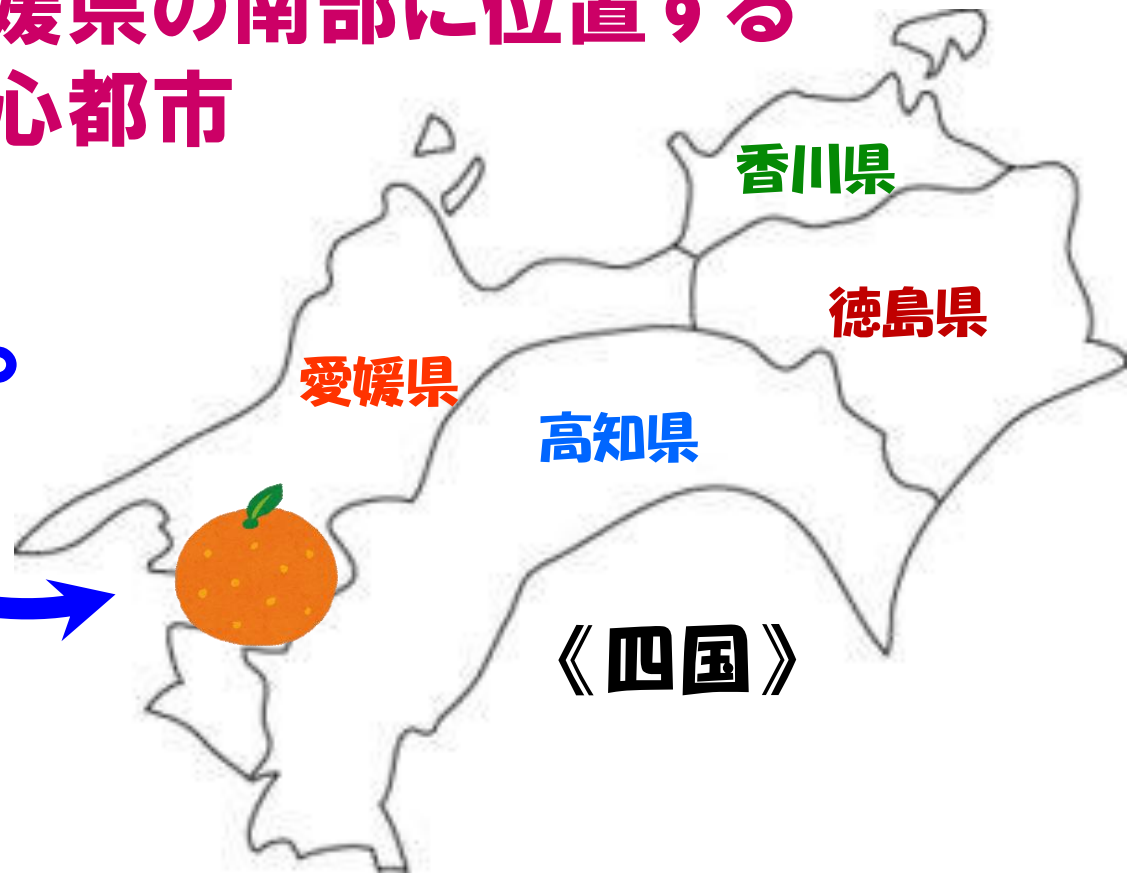 媛県の南部に位置する
心都市
香川県
徳島県
愛媛県
高知県
。
《四国》